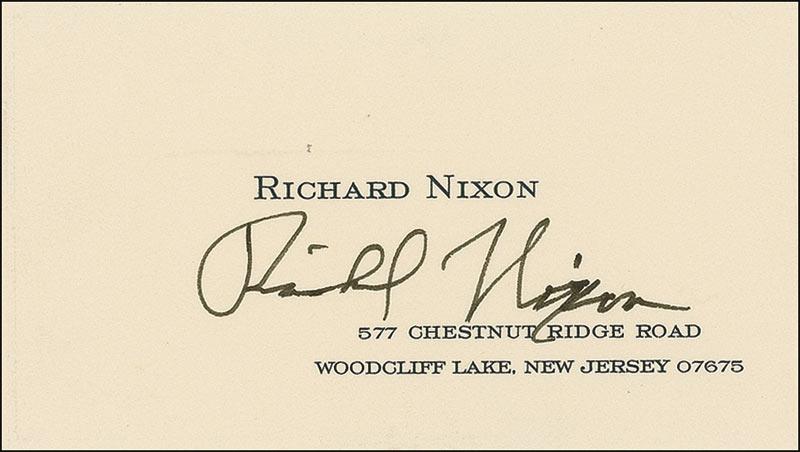 Richard Nixon
Richard Nixon
577 Chestnut Ridge Road
Woodcliff Lake, New Jersey 07675